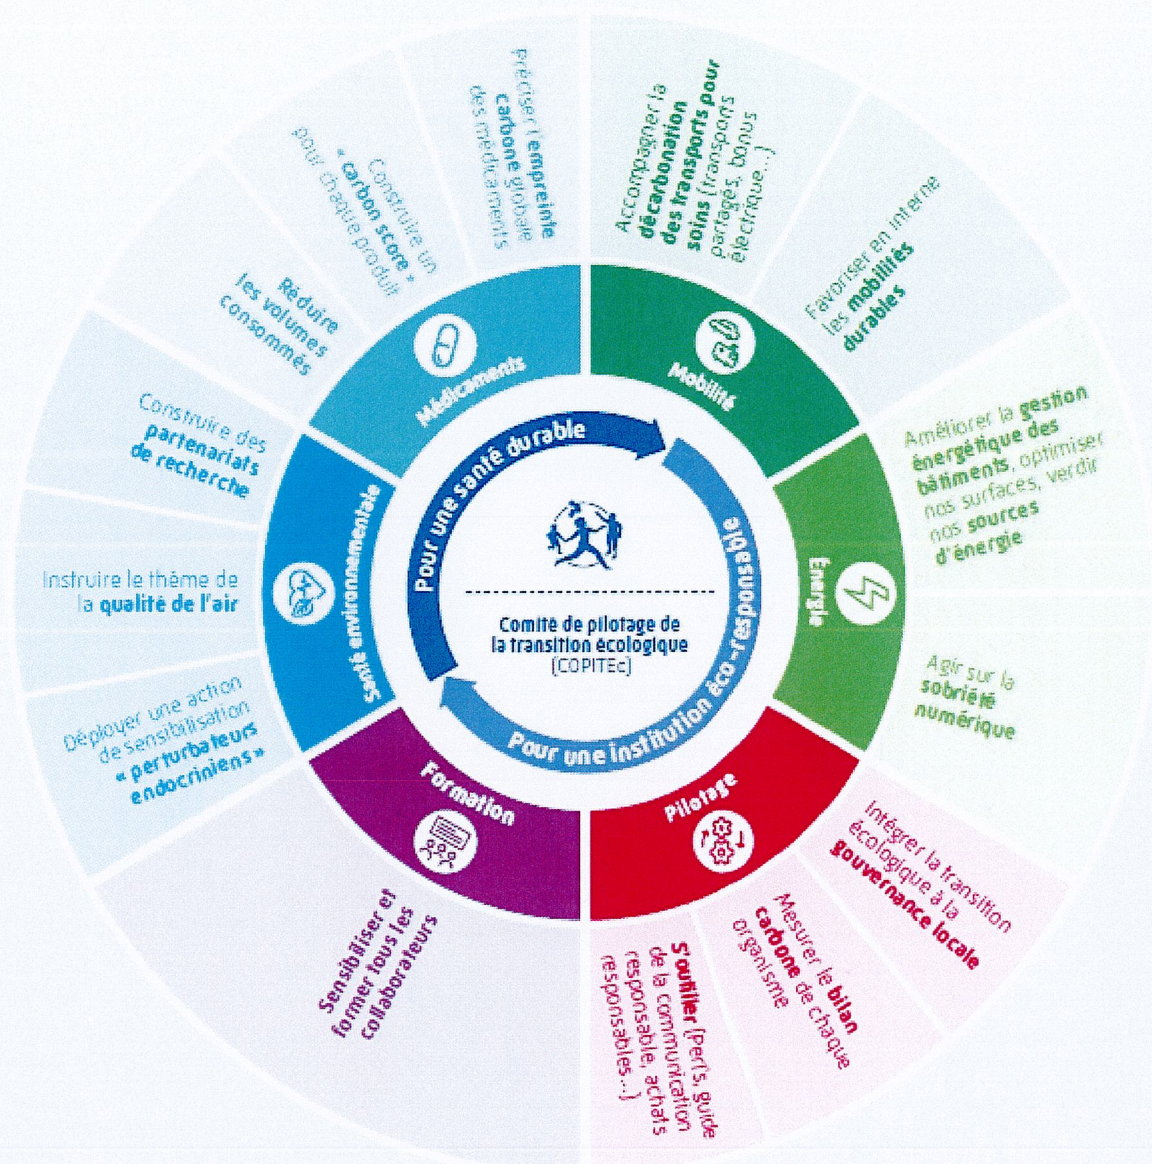 Pour une santé durable
Pour une institution éco-responsable
Comité de pilotage de
la transition écologique
(COPITEc)
Mobilité
Accompagner la
décarbonation
des transports pour
soins (transports
partagés, bonus
électrique...)
Favoriser en interne
les mobilités
durables
Énergie
Améliorer la gestion
énergétique des
bâtiments, optimiser
nos surfaces, verdir
nos sources
d'énergie
Agir sur la
sobriété
numérique
Pilotage
Intégrer la transition
écologique à la
gouvernance locale
Mesurer le bilan
carbone de chaque
organisme
S'outiller (Perl's, guide
de la communication
responsable, achats
responsables...)
Formation
Sensibiliser et
former tous les
collaborateurs
Santé environnementale
Déployer une action
de sensibilisation
« perturbateurs
endocriniens »
Instruire le thème de
la qualité de l'air
Construire des
partenariats
de recherche
Médicaments
Réduire
les volumes
consommés
Construire un
« carbon score »
pour chaque produit
Préciser l'empreinte
carbone globale
des médicaments